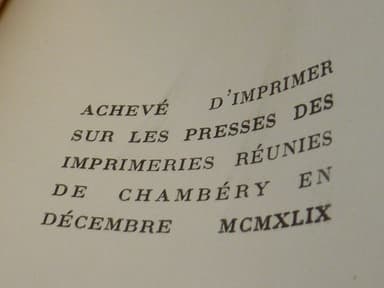 ACHEVÉ D'IMPRIMER
SUR LES PRESSES DES
IMPRIMERIES RÉUNIES
DE CHAMBÉRY EN
DÉCEMBRE MCMXLIX